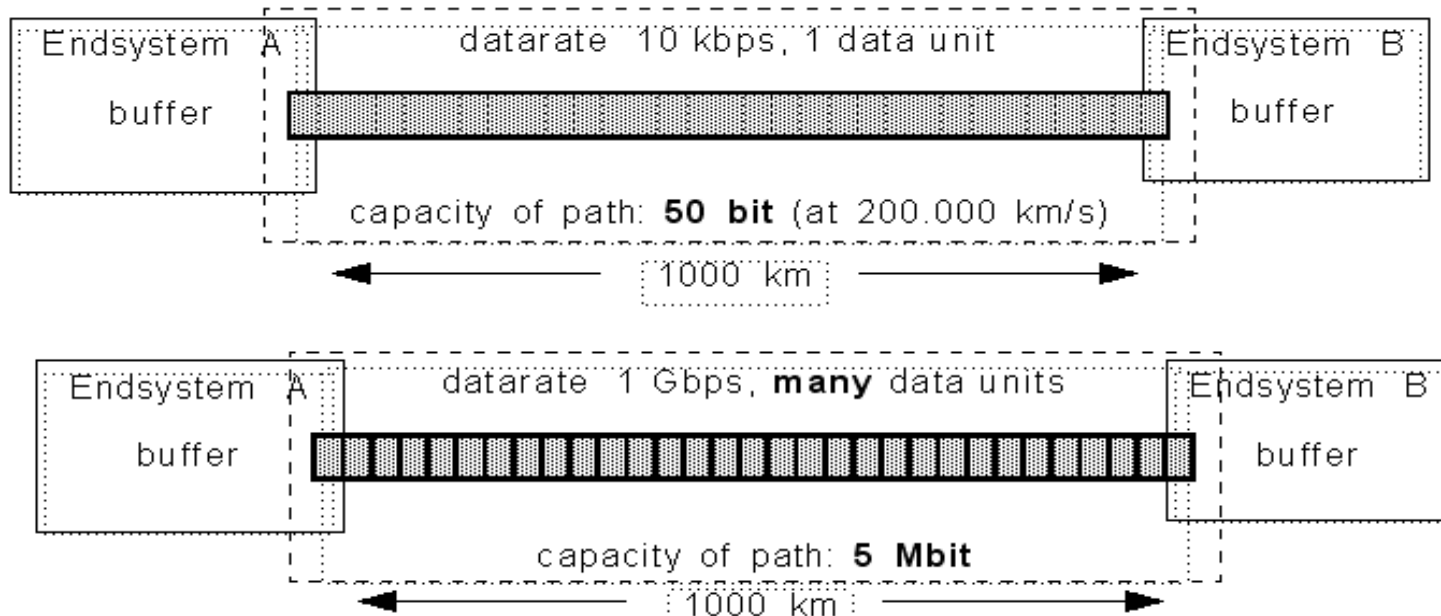 Endsystem A
datarate 10 kbps, 1 data unit
Endsystem B
buffer
buffer
capacity of path: 50 bit (at 200.000 km/s)
1000 km
Endsystem A
datarate 1 Gbps, many data units
Endsystem B
buffer
buffer
capacity of path: 5 Mbit
1000 km